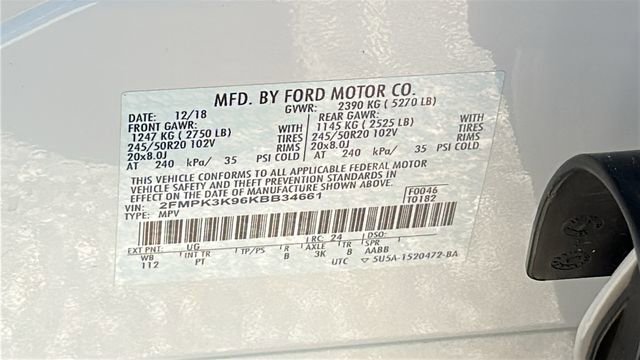 MFD. BY FORD MOTOR CO.
DATE: 12/18 GVWR: 2390 KG ( 5270 LB)
FRONT GAWR: WITH REAR GAWR: WITH
1247 KG ( 2750 LB) TIRES 1145 KG ( 2525 LB) TIRES
245/50R20 102V RIMS 245/50R20 102V RIMS
20x8.0J 20x8.0J
AT 240 kPa/ 35 PSI COLD AT 240 kPa/ 35 PSI COLD
THIS VEHICLE CONFORMS TO ALL APPLICABLE FEDERAL MOTOR
VEHICLE SAFETY AND THEFT PREVENTION STANDARDS IN
EFFECT ON THE DATE OF MANUFACTURE SHOWN ABOVE.
VIN: 2FMPK3K96KBB34661 F0046
TYPE: MPV T0182
EXT PNT: UG RC: 24 DSO:
WB INT TR TP/PS R AXLE TR SPR
112 PT B 3K B AABB
UTC ▽ 5U5A-1520472-BA